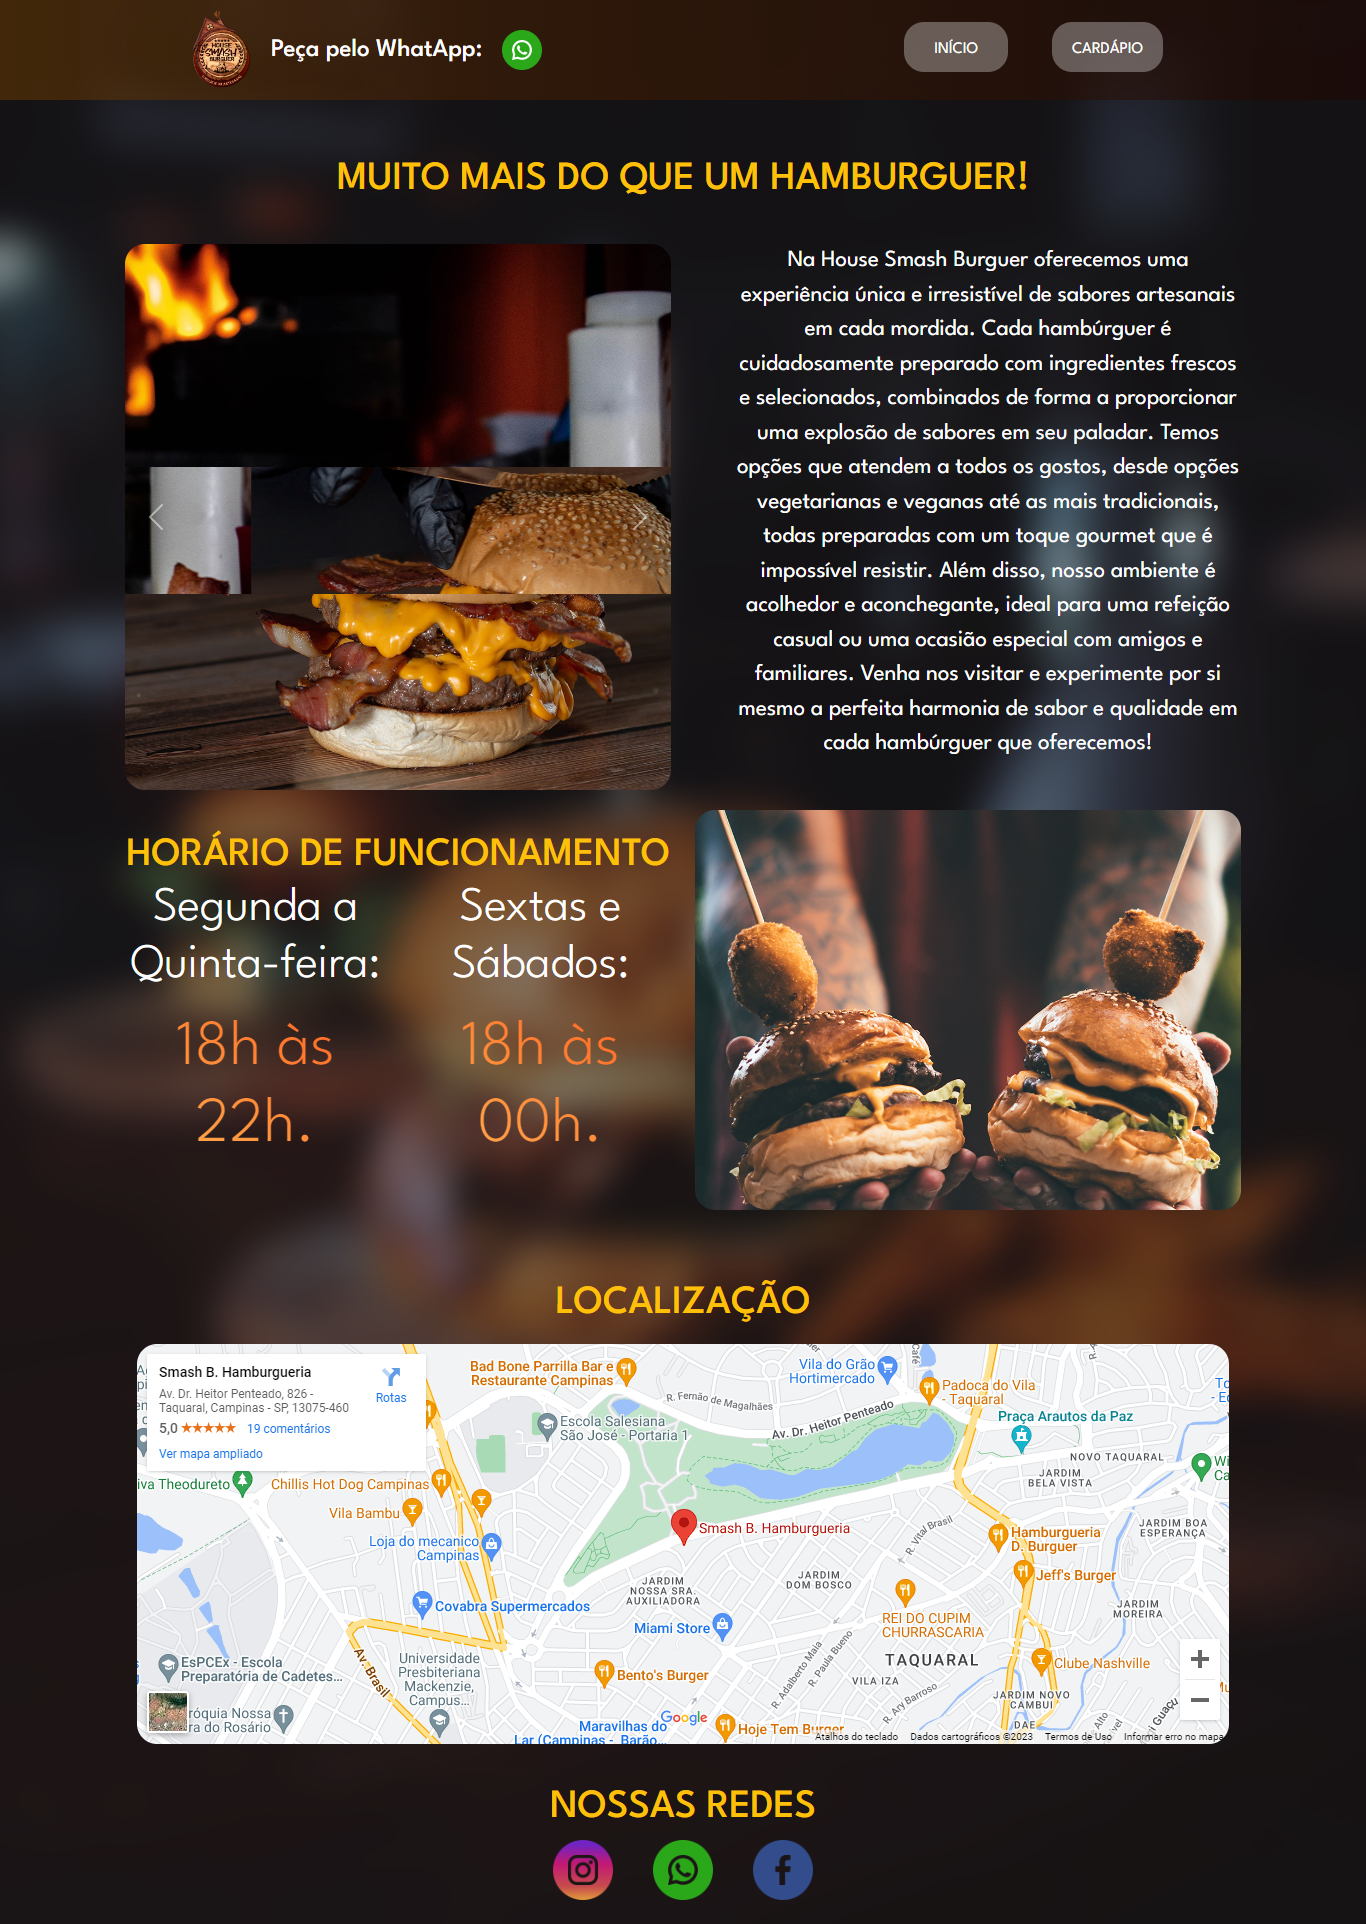 HOUSE
SMASH
BURGUER
Peça pelo WhatApp:
INÍCIO
CARDÁPIO
MUITO MAIS DO QUE UM HAMBURGUER!
Na House Smash Burguer oferecemos uma
experiência única e irresistível de sabores artesanais
em cada mordida. Cada hambúrguer é
cuidadosamente preparado com ingredientes frescos
e selecionados, combinados de forma a proporcionar
uma explosão de sabores em seu paladar. Temos
opções que atendem a todos os gostos, desde opções
vegetarianas e veganas até as mais tradicionais,
todas preparadas com um toque gourmet que é
impossível resistir. Além disso, nosso ambiente é
acolhedor e aconchegante, ideal para uma refeição
casual ou uma ocasião especial com amigos e
familiares. Venha nos visitar e experimente por si
mesmo a perfeita harmonia de sabor e qualidade em
cada hambúrguer que oferecemos!
HORÁRIO DE FUNCIONAMENTO
Segunda a
Quinta-feira:
18h às
22h.
Sextas e
Sábados:
18h às
00h.
LOCALIZAÇÃO
Smash B. Hamburgueria
Av. Dr. Heitor Penteado, 826 -
Taquaral, Campinas - SP, 13075-460
5,0 ★★★★★ 19 comentários
Ver mapa ampliado
Rotas
Bad Bone Parrilla Bar e
Restaurante Campinas
Vila do Grão
Hortimercado
Café
Padoca do Vila
- Taquaral
R. Fernão de Magalhães
Av. Dr. Heitor Penteado
Praça Arautos da Paz
Escola Salesiana
São José - Portaria 1
NOVO TAQUARAL
JARDIM
BELA VISTA
iva Theodureto
Chillis Hot Dog Campinas
Vila Bambu
Smash B. Hamburgueria
R. Vital Brasil
Hamburgueria
D. Burguer
JARDIM BOA
ESPERANÇA
Loja do mecanico
Campinas
Jeff's Burger
JARDIM
NOSSA SRA.
AUXILIADORA
JARDIM
DOM BOSCO
Covabra Supermercados
REI DO CUPIM
CHURRASCARIA
JARDIM
MOREIRA
Miami Store
TAQUARAL
Clube Nashville
Av. Brasil
Universidade
Presbiteriana
Mackenzie,
Campus...
EsPCEx - Escola
Preparatória de Cadetes...
Bento's Burger
R. Adalberto Maia
R. Paula Bueno
VILA IZA
R. Ary Barroso
JARDIM NOVO
CAMBUI
róquia Nossa
ra do Rosário
Google
Maravilhas do
Lar (Campinas - Barão...
Hoje Tem Burger
DAE
Atalhos do teclado
Dados cartográficos ©2023
Termos de Uso
Informar erro no mapa
NOSSAS REDES